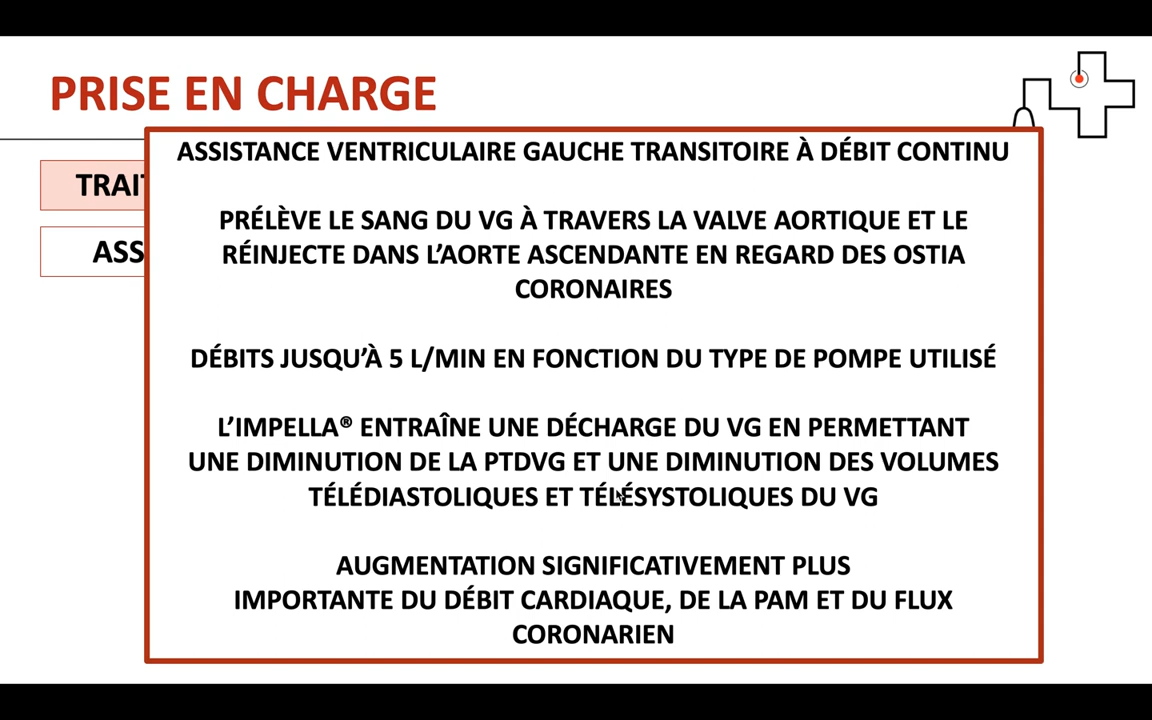 PRISE EN CHARGE
TRAIT
ASS
ASSISTANCE VENTRICULAIRE GAUCHE TRANSITOIRE À DÉBIT CONTINU
PRÉLÈVE LE SANG DU VG À TRAVERS LA VALVE AORTIQUE ET LE
RÉINJECTE DANS L’AORTE ASCENDANTE EN REGARD DES OSTIA
CORONAIRES
DÉBITS JUSQU’À 5 L/MIN EN FONCTION DU TYPE DE POMPE UTILISÉ
L’IMPELLA® ENTRAÎNE UNE DÉCHARGE DU VG EN PERMETTANT
UNE DIMINUTION DE LA PTDVG ET UNE DIMINUTION DES VOLUMES
TÉLÉDIASTOLIQUES ET TÉLÉSYSTOLIQUES DU VG
AUGMENTATION SIGNIFICATIVEMENT PLUS
IMPORTANTE DU DÉBIT CARDIAQUE, DE LA PAM ET DU FLUX
CORONARIEN